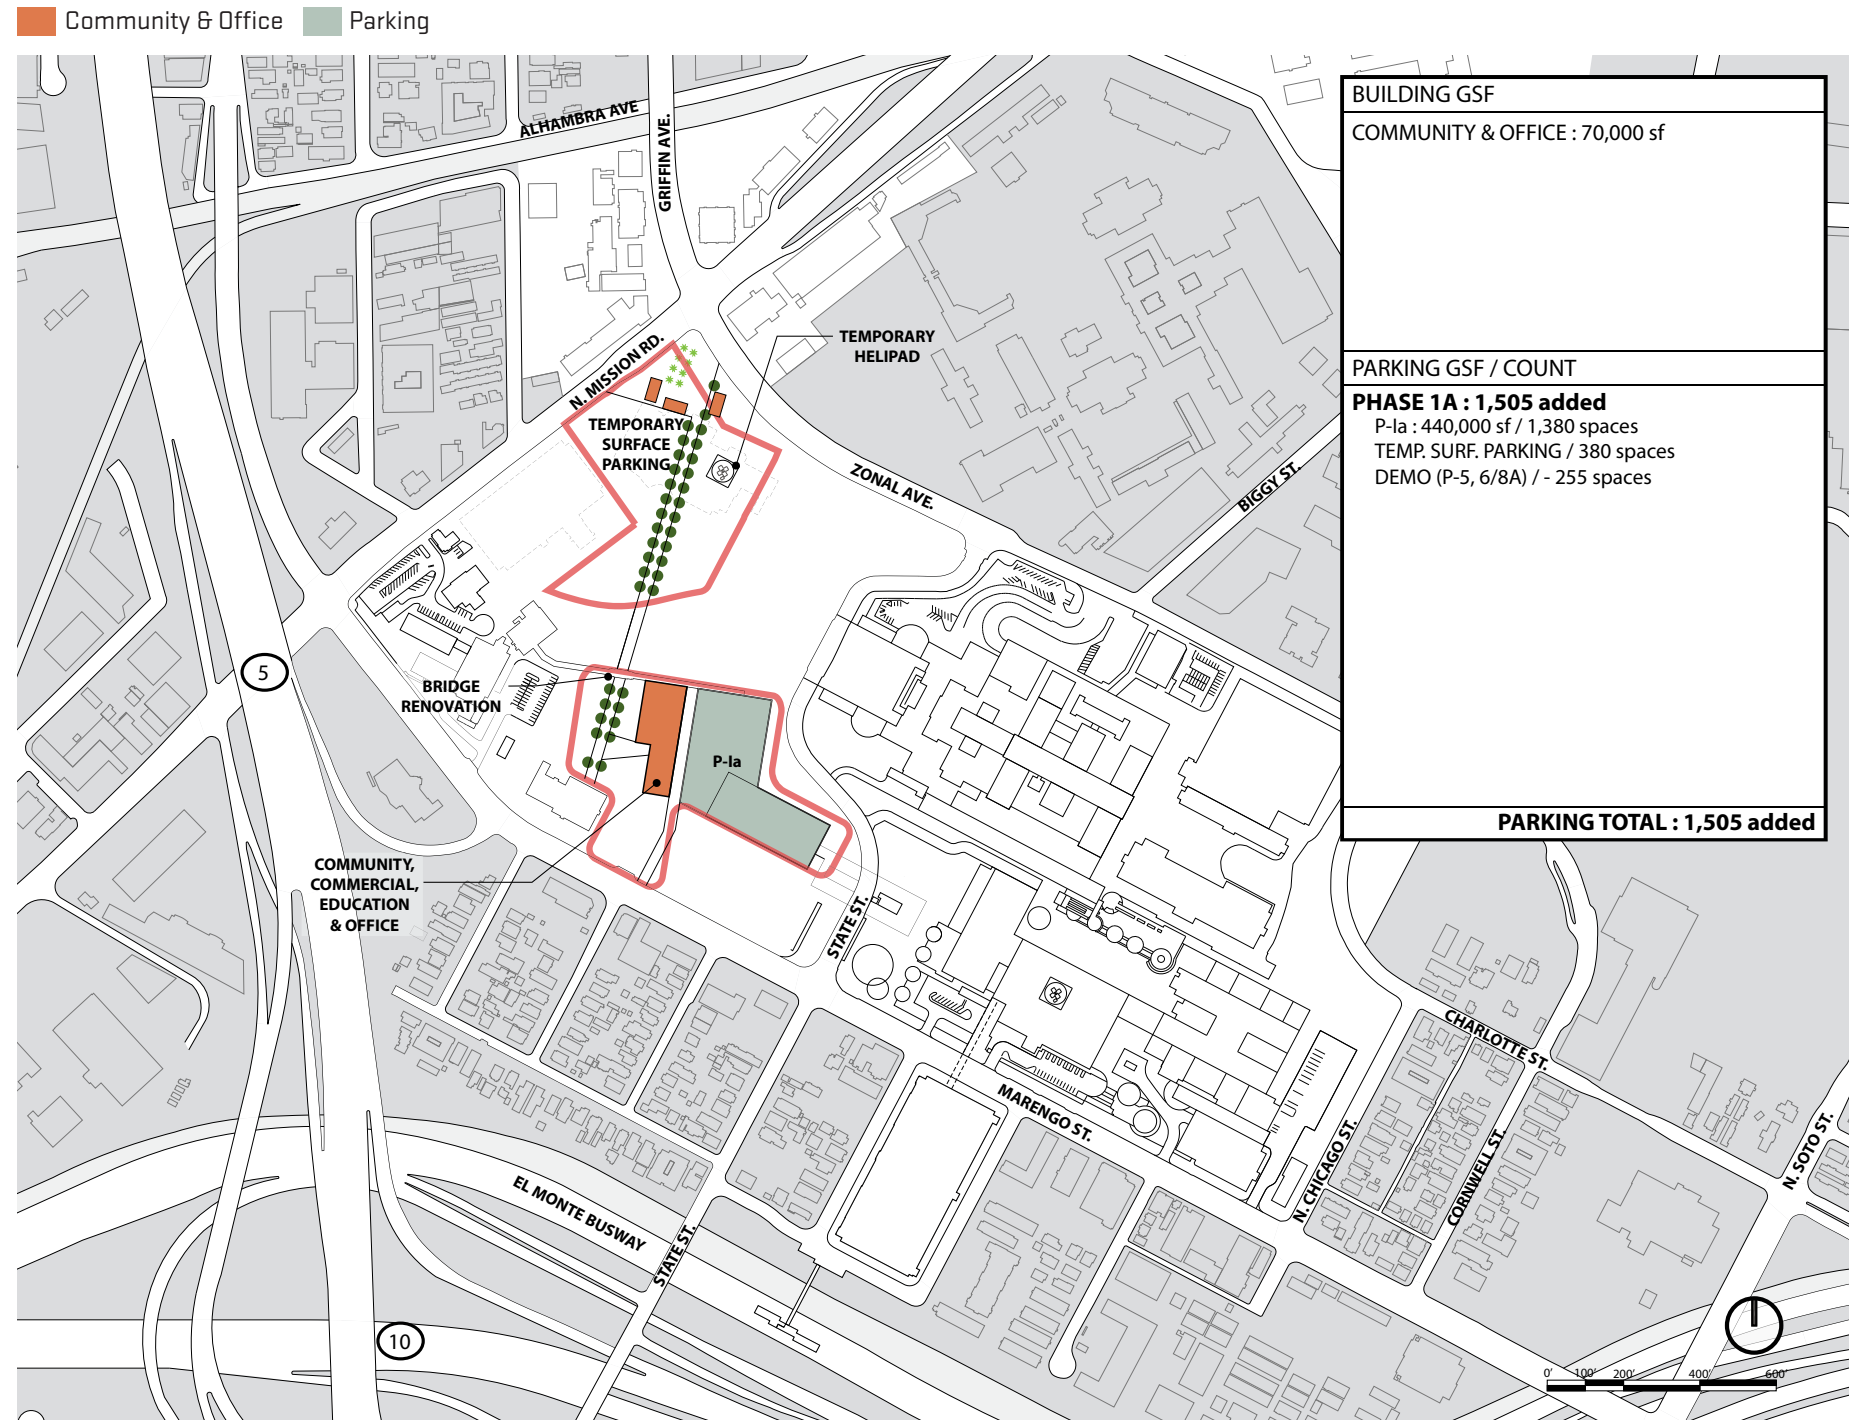 Community & Office
Parking
BUILDING GSF
COMMUNITY & OFFICE : 70,000 sf
PARKING GSF / COUNT
PHASE 1A : 1,505 added
P-Ia : 440,000 sf / 1,380 spaces
TEMP. SURF. PARKING / 380 spaces
DEMO (P-5, 6/8A) / - 255 spaces
PARKING TOTAL : 1,505 added
ALHAMBRA AVE
GRIFFIN AVE.
N. MISSION RD.
TEMPORARY
HELIPAD
TEMPORARY
SURFACE
PARKING
ZONAL AVE.
BIGGY ST.
5
BRIDGE
RENOVATION
P-Ia
COMMUNITY,
COMMERCIAL,
EDUCATION
& OFFICE
STATE ST.
MARENGO ST.
CHARLOTTE ST.
N. CHICAGO ST.
CORNWELL ST.
N. SOTO ST.
EL MONTE BUSWAY
STATE ST.
10
0'
100'
200'
400'
600'